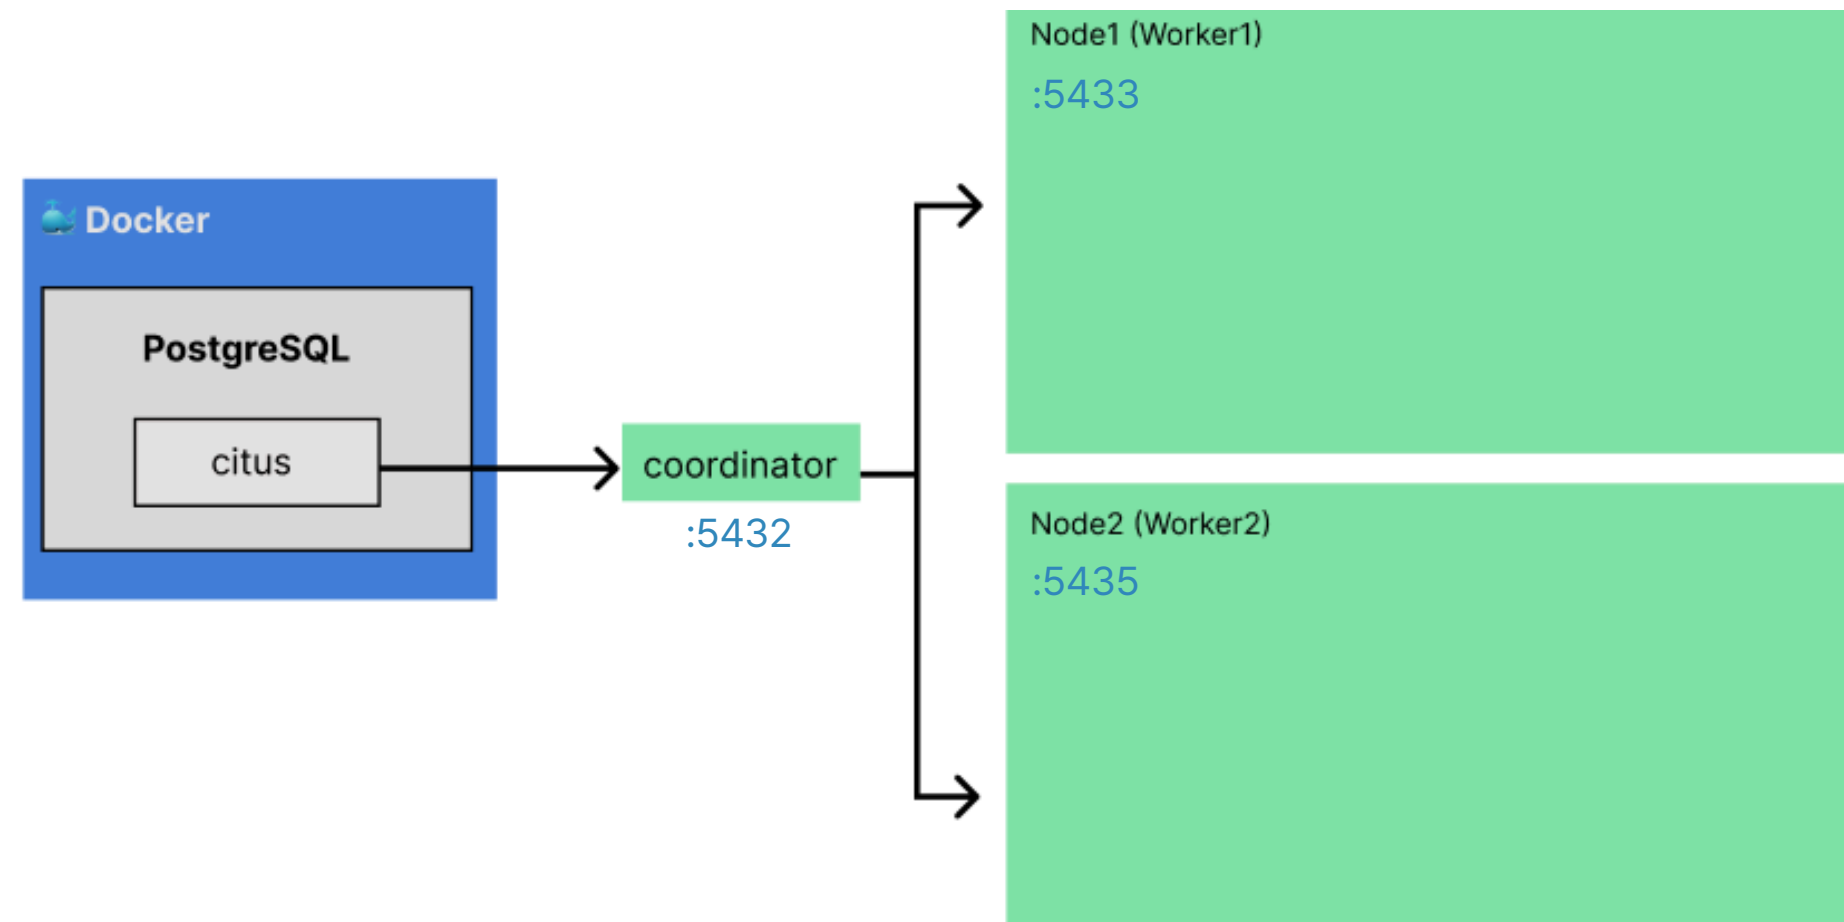 Node1 (Worker1)
:5433
🐳 Docker
PostgreSQL
citus
coordinator
:5432
Node2 (Worker2)
:5435